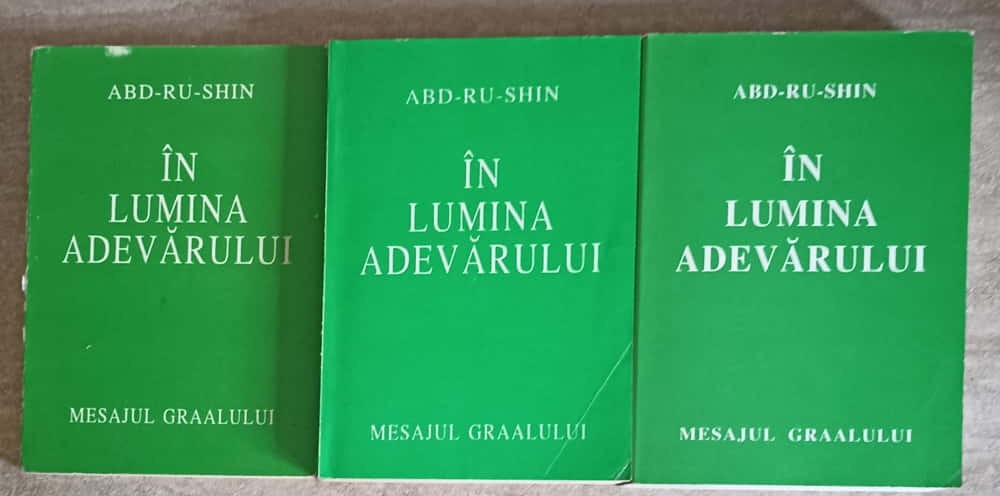 ABD-RU-SHIN
ÎN
LUMINA
ADEVĂRULUI
MESAJUL GRAALULUI
ABD-RU-SHIN
ÎN
LUMINA
ADEVĂRULUI
MESAJUL GRAALULUI
ABD-RU-SHIN
ÎN
LUMINA
ADEVĂRULUI
MESAJUL GRAALULUI